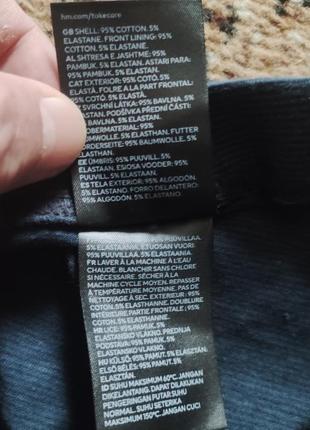 hm.com/takecare
GB SHELL: 95% COTTON. 5%
ELASTANE. FRONT LINING: 95%
COTTON. 5% ELASTANE.
AL SHTRESA E JASHTME: 95%
PAMBUK. 5% ELASTAN. ASTARI PARA:
95% PAMBUK. 5% ELASTAN.
CAT EXTERIOR: 95% COTÓ. 5%
ELASTÀ. FOLRE A LA PART FRONTAL:
95% COTÓ. 5% ELASTÀ.
CZ SVRCHNÍ LÁTKA: 95% BAVLNA. 5%
ELASTAN. PODŠÍVKA PŘEDNÍ ČÁSTI:
BAVLNA. 5% ELASTAN.
OBERMATERIAL: 95%
BAUMWOLLE. 5% ELASTHAN. FUTTER
VORDERSEITE: 95% BAUMWOLLE. 5%
ELASTHAN.
EE ÜMBRIS: 95% PUUVILL. 5%
ELASTAAN. ESIOSA VOODER: 95%
PUUVILL. 5% ELASTAAN.
ES TELA EXTERIOR: 95% ALGODÓN.
5% ELASTANO. FORRO DELANTERO:
95% ALGODÓN. 5% ELASTANO.
95% PUUVILLAA.
5% ELASTAANIA. ETUOSAN VUORI:
95% PUUVILLAA. 5% ELASTAANIA.
FR LAVER À LA MACHINE À L'EAU
CHAUDE. BLANCHIR SANS CHLORE
SI NÉCESSAIRE. SÉCHER À LA
MACHINE CYCLE MOYEN. REPASSER
À TEMPÉRATURE MOYENNE. PAS DE
NETTOYAGE À SEC. EXTÉRIEUR: 95%
COTON. 5% ÉLASTHANNE. DOUBLURE
INTÉRIEURE PARTIE FRONTALE: 95%
COTON. 5% ÉLASTHANNE.
HR LICE: 95% PAMUK. 5%
ELASTANSKO VLAKNO. PREDNJA
PODSTAVA: 95% PAMUK. 5%
ELASTANSKO VLAKNO.
HU KÜLSŐ: 95% PAMUT. 5% ELASZTÁN.
ELSŐ BÉLÉS: 95% PAMUT. 5%
ELASZTÁN.
ID SUHU MAKSIMUM 60°C. JANGAN
DIKELANTANG. DAPAT DILAKUKAN
PENGERINGAN PUTAR SUHU
NORMAL. SUHU SETERIKA
MAKSIMUM 150°C. JANGAN CUCI